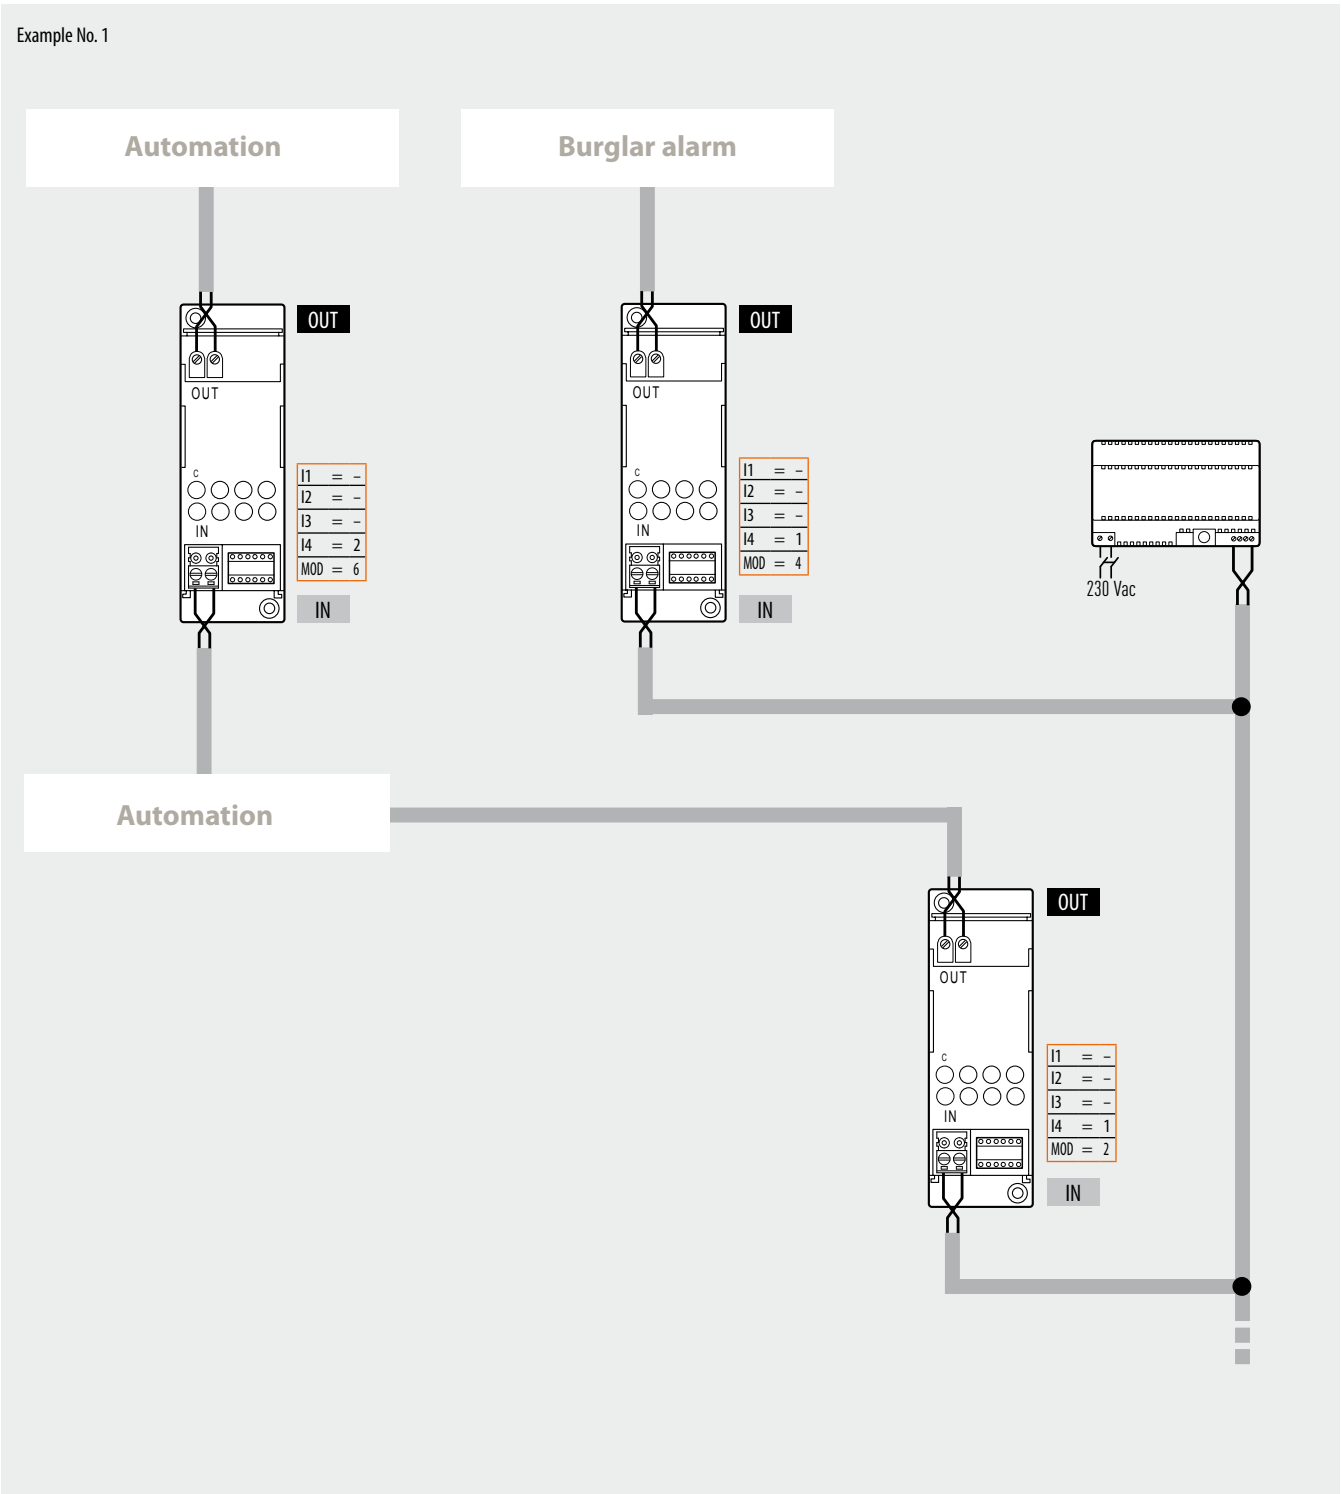 Example No. 1
Automation
Burglar alarm
OUT
OUT
C
IN
I1 = –
I2 = –
I3 = –
I4 = 2
MOD = 6
IN
OUT
OUT
C
IN
I1 = –
I2 = –
I3 = –
I4 = 1
MOD = 4
IN
230 Vac
Automation
OUT
OUT
C
IN
I1 = –
I2 = –
I3 = –
I4 = 1
MOD = 2
IN